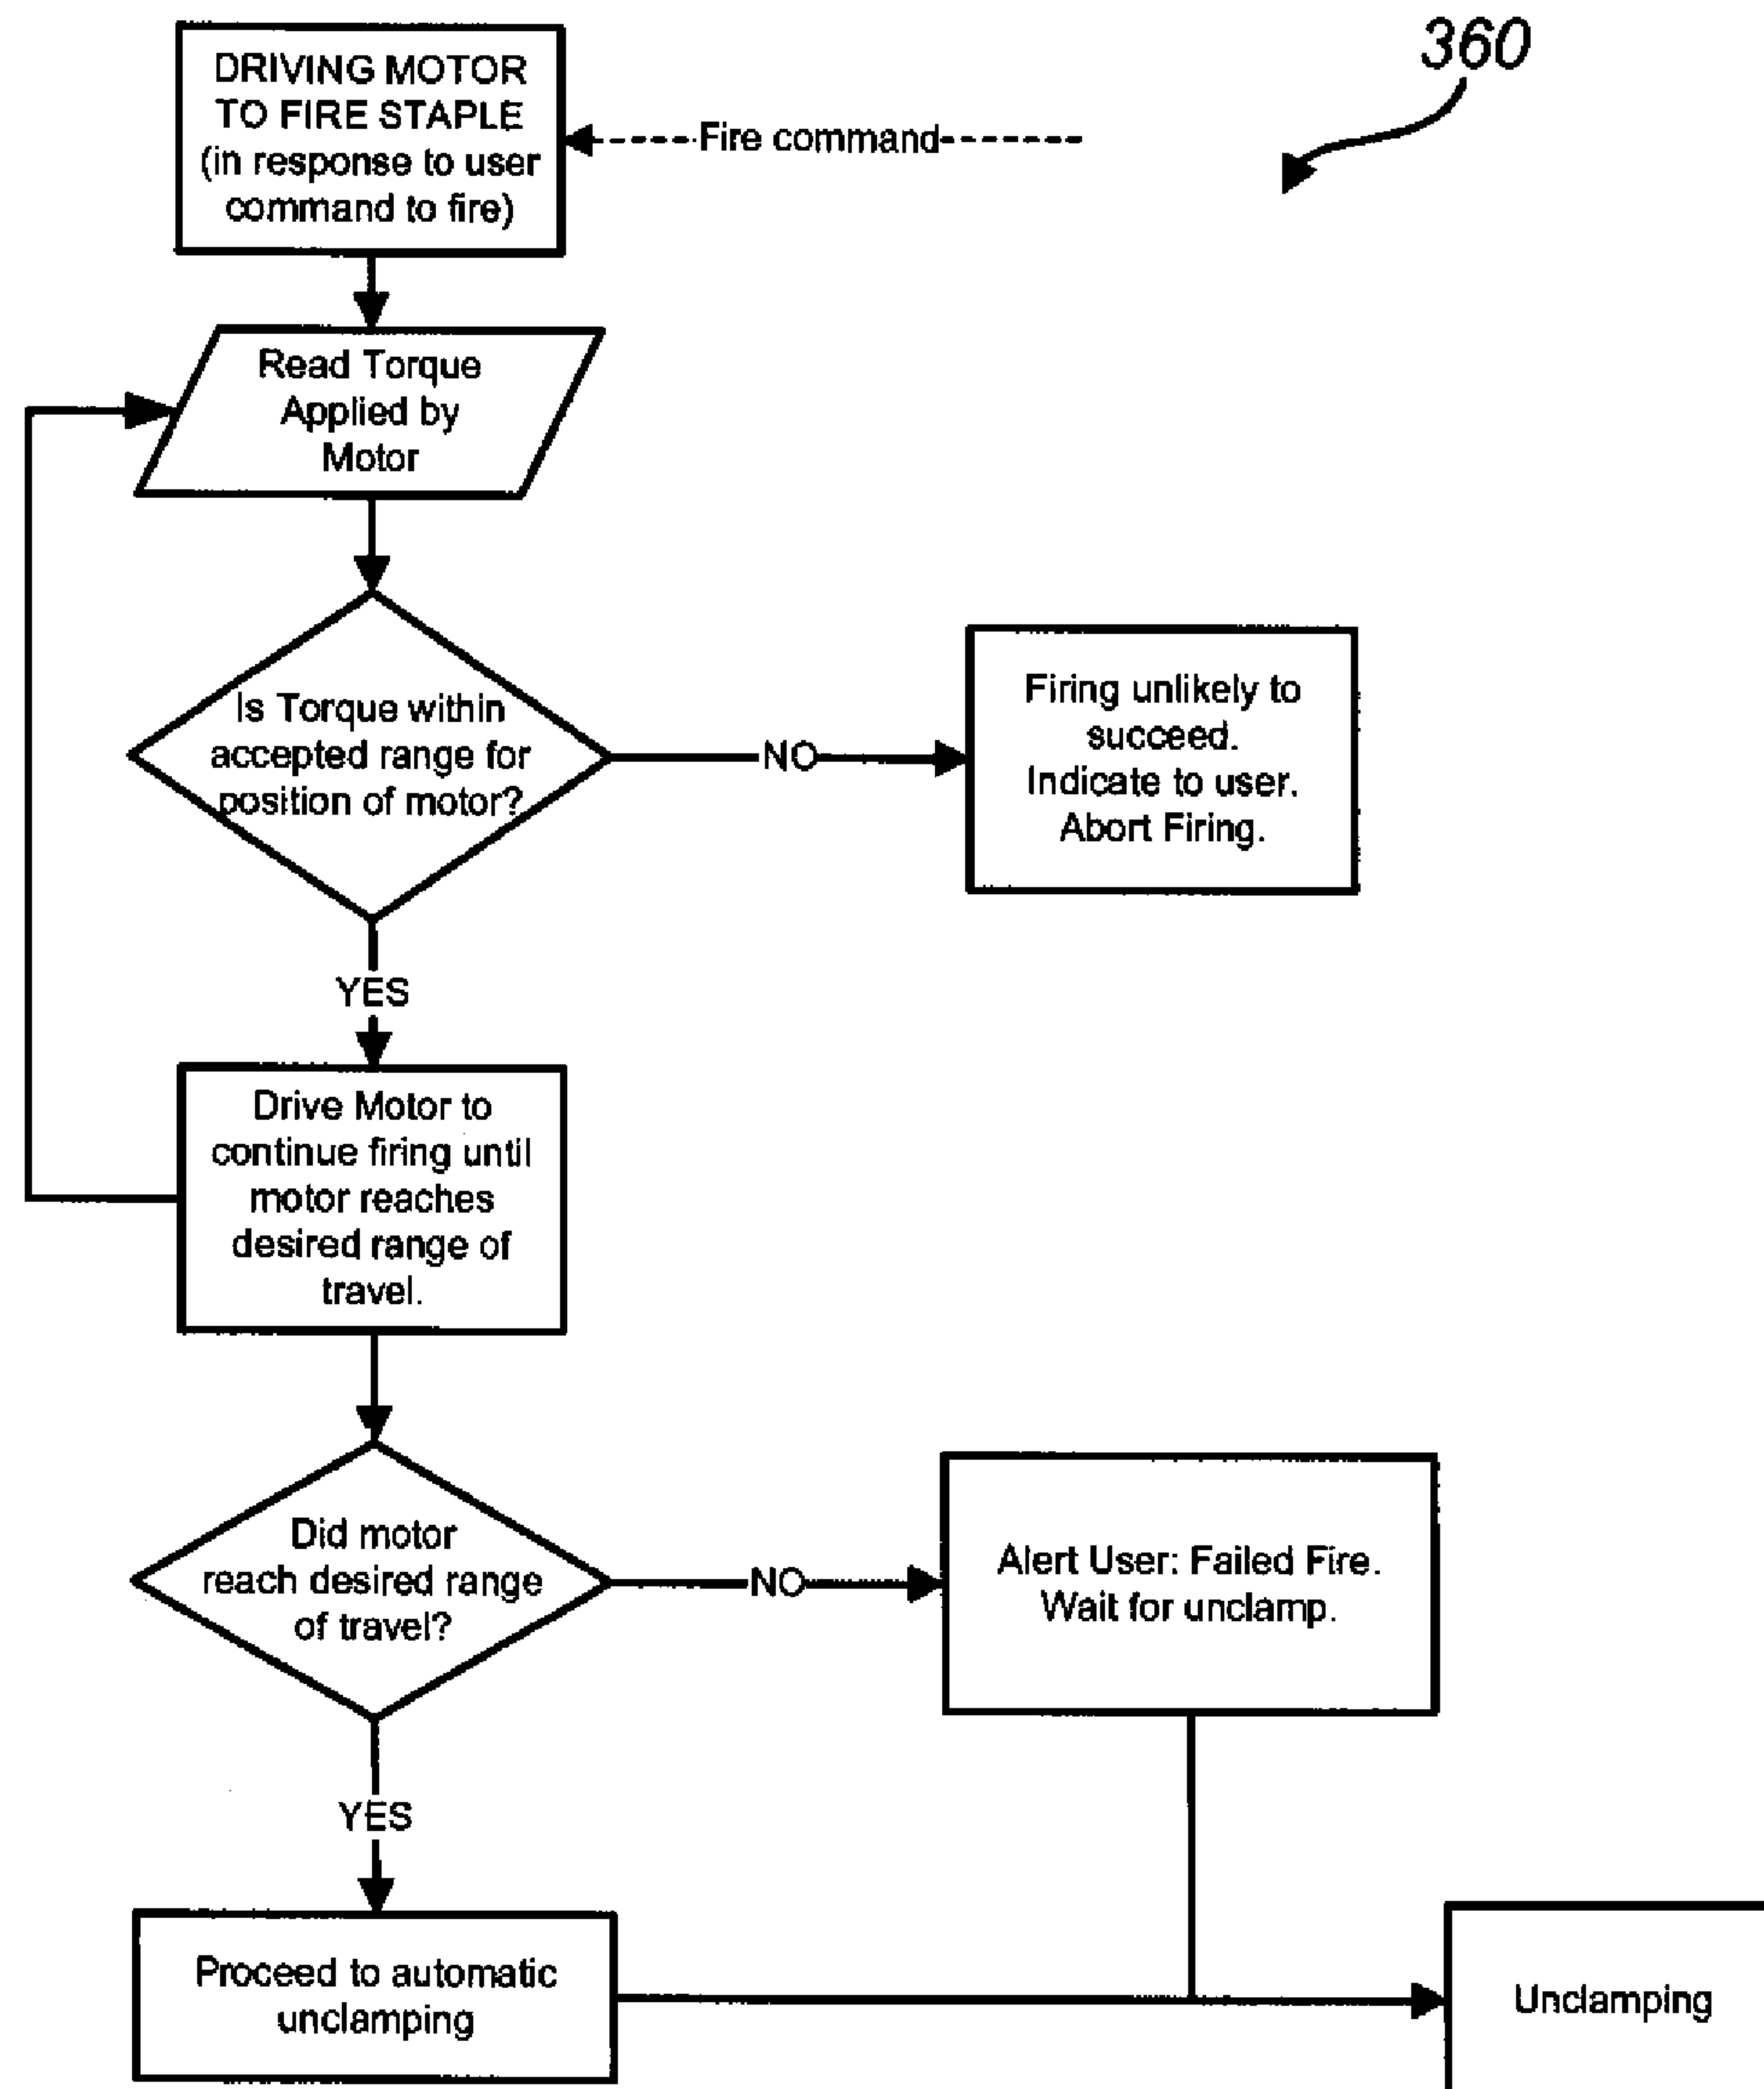 360
DRIVING MOTOR
TO FIRE STAPLE
(in response to user
command to fire)
Fire command
Read Torque
Applied by
Motor
Is Torque within
accepted range for
position of motor?
NO
Firing unlikely to
succeed.
Indicate to user.
Abort Firing.
YES
Drive Motor to
continue firing until
motor reaches
desired range of
travel.
Did motor
reach desired range
of travel?
NO
Alert User: Failed Fire.
Wait for unclamp.
YES
Proceed to automatic
unclamping
Unclamping